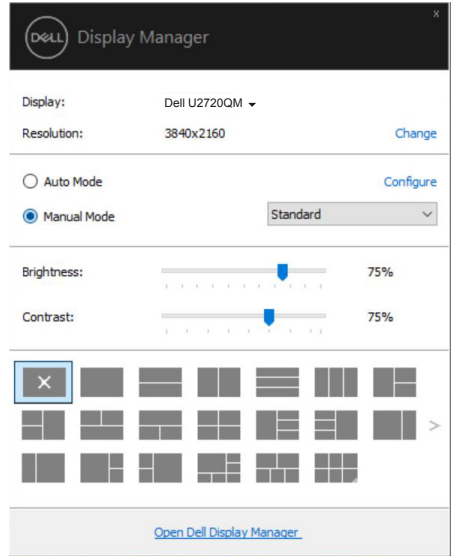 x
DELL Display Manager
Display: Dell U2720QM
Resolution: 3840x2160 Change
Auto Mode Configure
Manual Mode Standard
Brightness: 75%
Contrast: 75%
Open Dell Display Manager